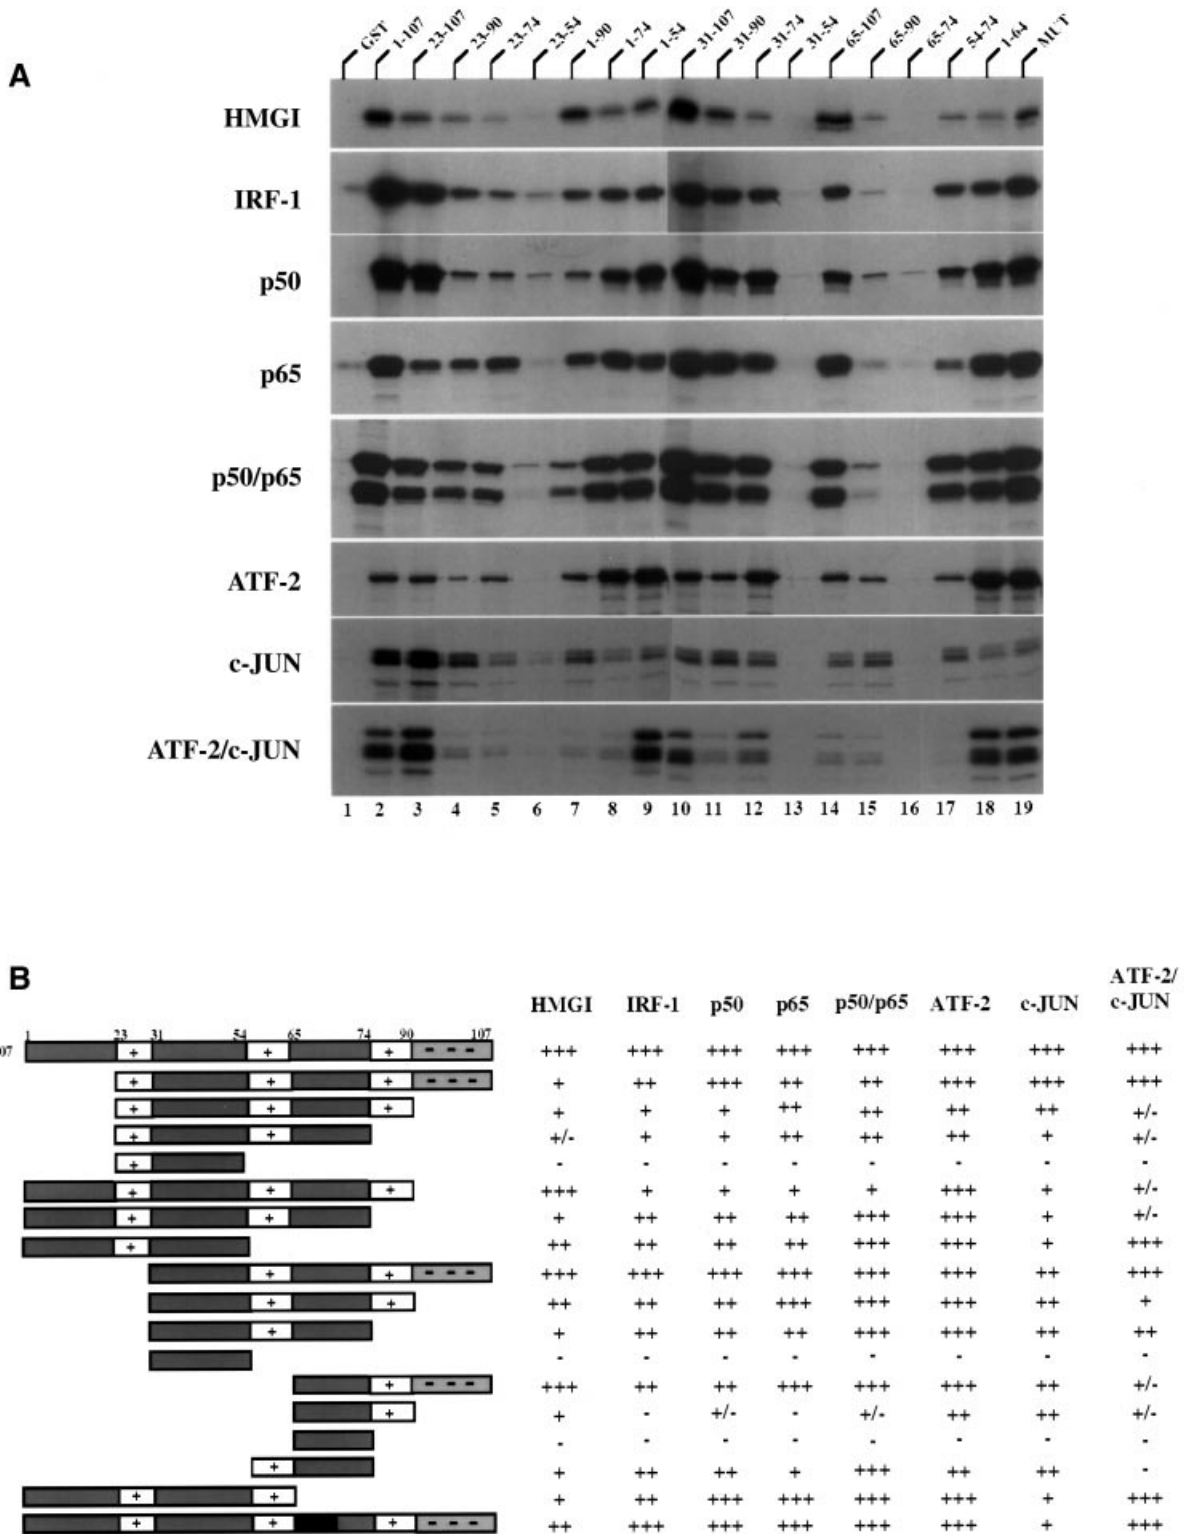 A
GST 1-107 23-107 23-90 23-74 23-54 1-90 1-74 1-54 31-107 31-90 31-74 31-54 65-107 65-90 65-74 54-74 1-64 MUT
HMGI
IRF-1
p50
p65
p50/p65
ATF-2
c-JUN
ATF-2/c-JUN
1 2 3 4 5 6 7 8 9 10 11 12 13 14 15 16 17 18 19
B
ATF-2/
HMGI IRF-1 p50 p65 p50/p65 ATF-2 c-JUN c-JUN
1 23 31 54 65 74 90 107
07 + + + - - - +++ +++ +++ +++ +++ +++ +++ +++
+ + + - - - + ++ +++ ++ ++ +++ +++ +++
+ + + + + + ++ ++ ++ ++ +/-
+ + +/- + + ++ ++ ++ + +/-
+ - - - - - - - -
+ + + +++ + + + + +++ + +/-
+ + + ++ ++ ++ +++ +++ + +/-
+ ++ ++ ++ ++ +++ +++ + +++
+ + - - - +++ +++ +++ +++ +++ +++ ++ +++
+ + ++ ++ ++ +++ +++ +++ ++ +
+ + ++ ++ ++ +++ +++ ++ ++
- - - - - - - -
+ - - - +++ ++ ++ +++ +++ +++ ++ +/-
+ + - +/- - +/- ++ ++ +/-
- - - - - - - -
+ + ++ ++ + +++ ++ ++ -
+ + + ++ +++ +++ +++ +++ + +++
+ + + - - - ++ +++ +++ +++ +++ +++ + +++